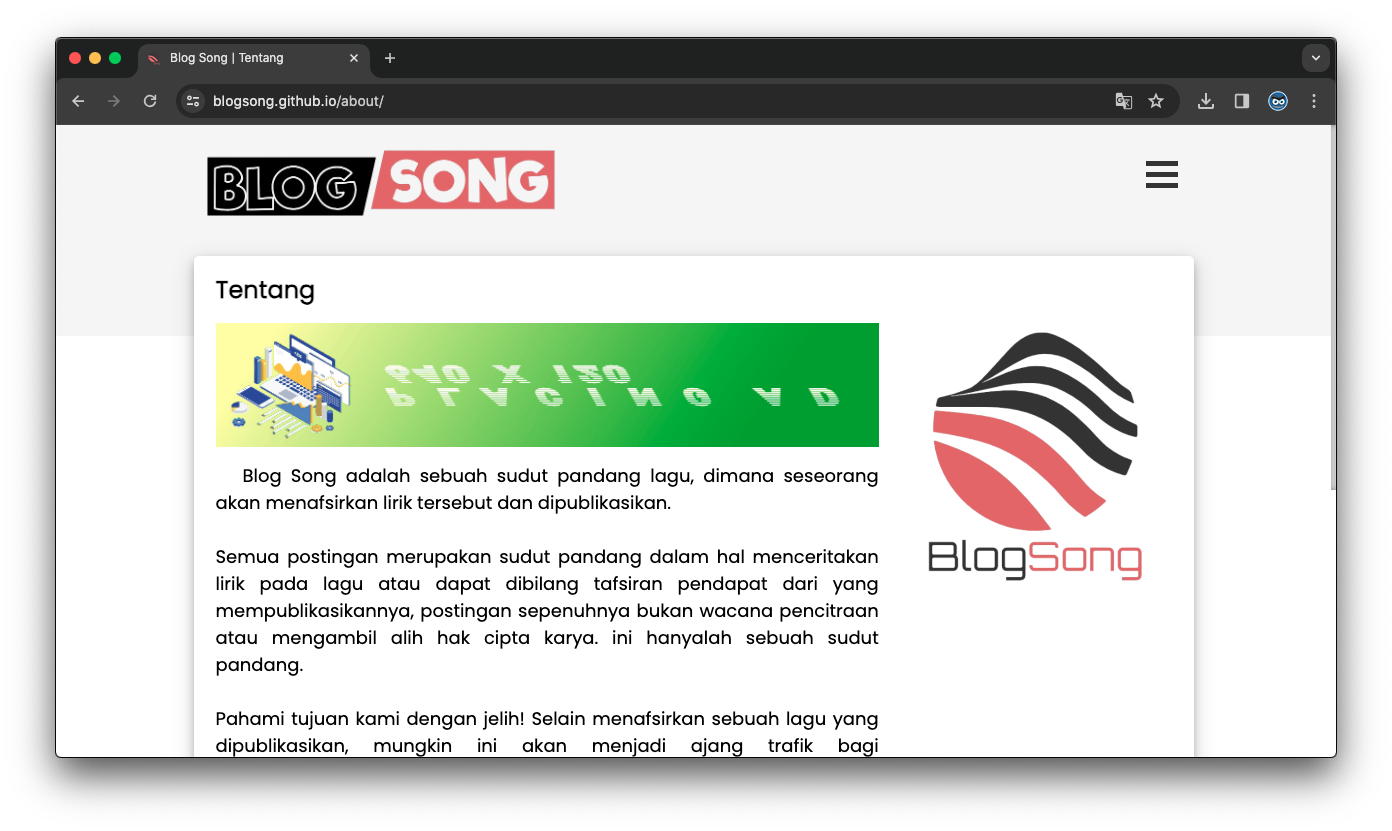 Blog Song | Tentang
blogsong.github.io/about/
BLOG SONG
Tentang
640 X 120
PLACING AD
Blog Song adalah sebuah sudut pandang lagu, dimana seseorang
akan menafsirkan lirik tersebut dan dipublikasikan.
BlogSong
Semua postingan merupakan sudut pandang dalam hal menceritakan
lirik pada lagu atau dapat dibilang tafsiran pendapat dari yang
mempublikasikannya, postingan sepenuhnya bukan wacana pencitraan
atau mengambil alih hak cipta karya. ini hanyalah sebuah sudut
pandang.
Pahami tujuan kami dengan jelih! Selain menafsirkan sebuah lagu yang
dipublikasikan, mungkin ini akan menjadi ajang trafik bagi